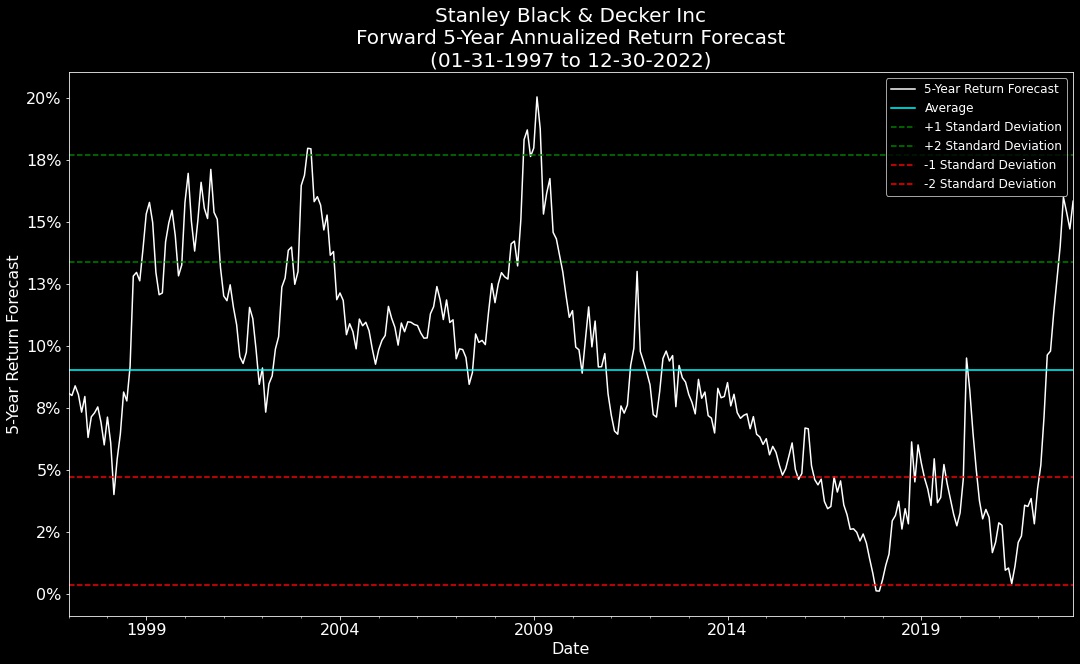 Stanley Black & Decker Inc
Forward 5-Year Annualized Return Forecast
(01-31-1997 to 12-30-2022)
5-Year Return Forecast
Average
+1 Standard Deviation
+2 Standard Deviation
-1 Standard Deviation
-2 Standard Deviation
5-Year Return Forecast
20%
18%
15%
13%
10%
8%
5%
2%
0%
1999 2004 2009 2014 2019
Date